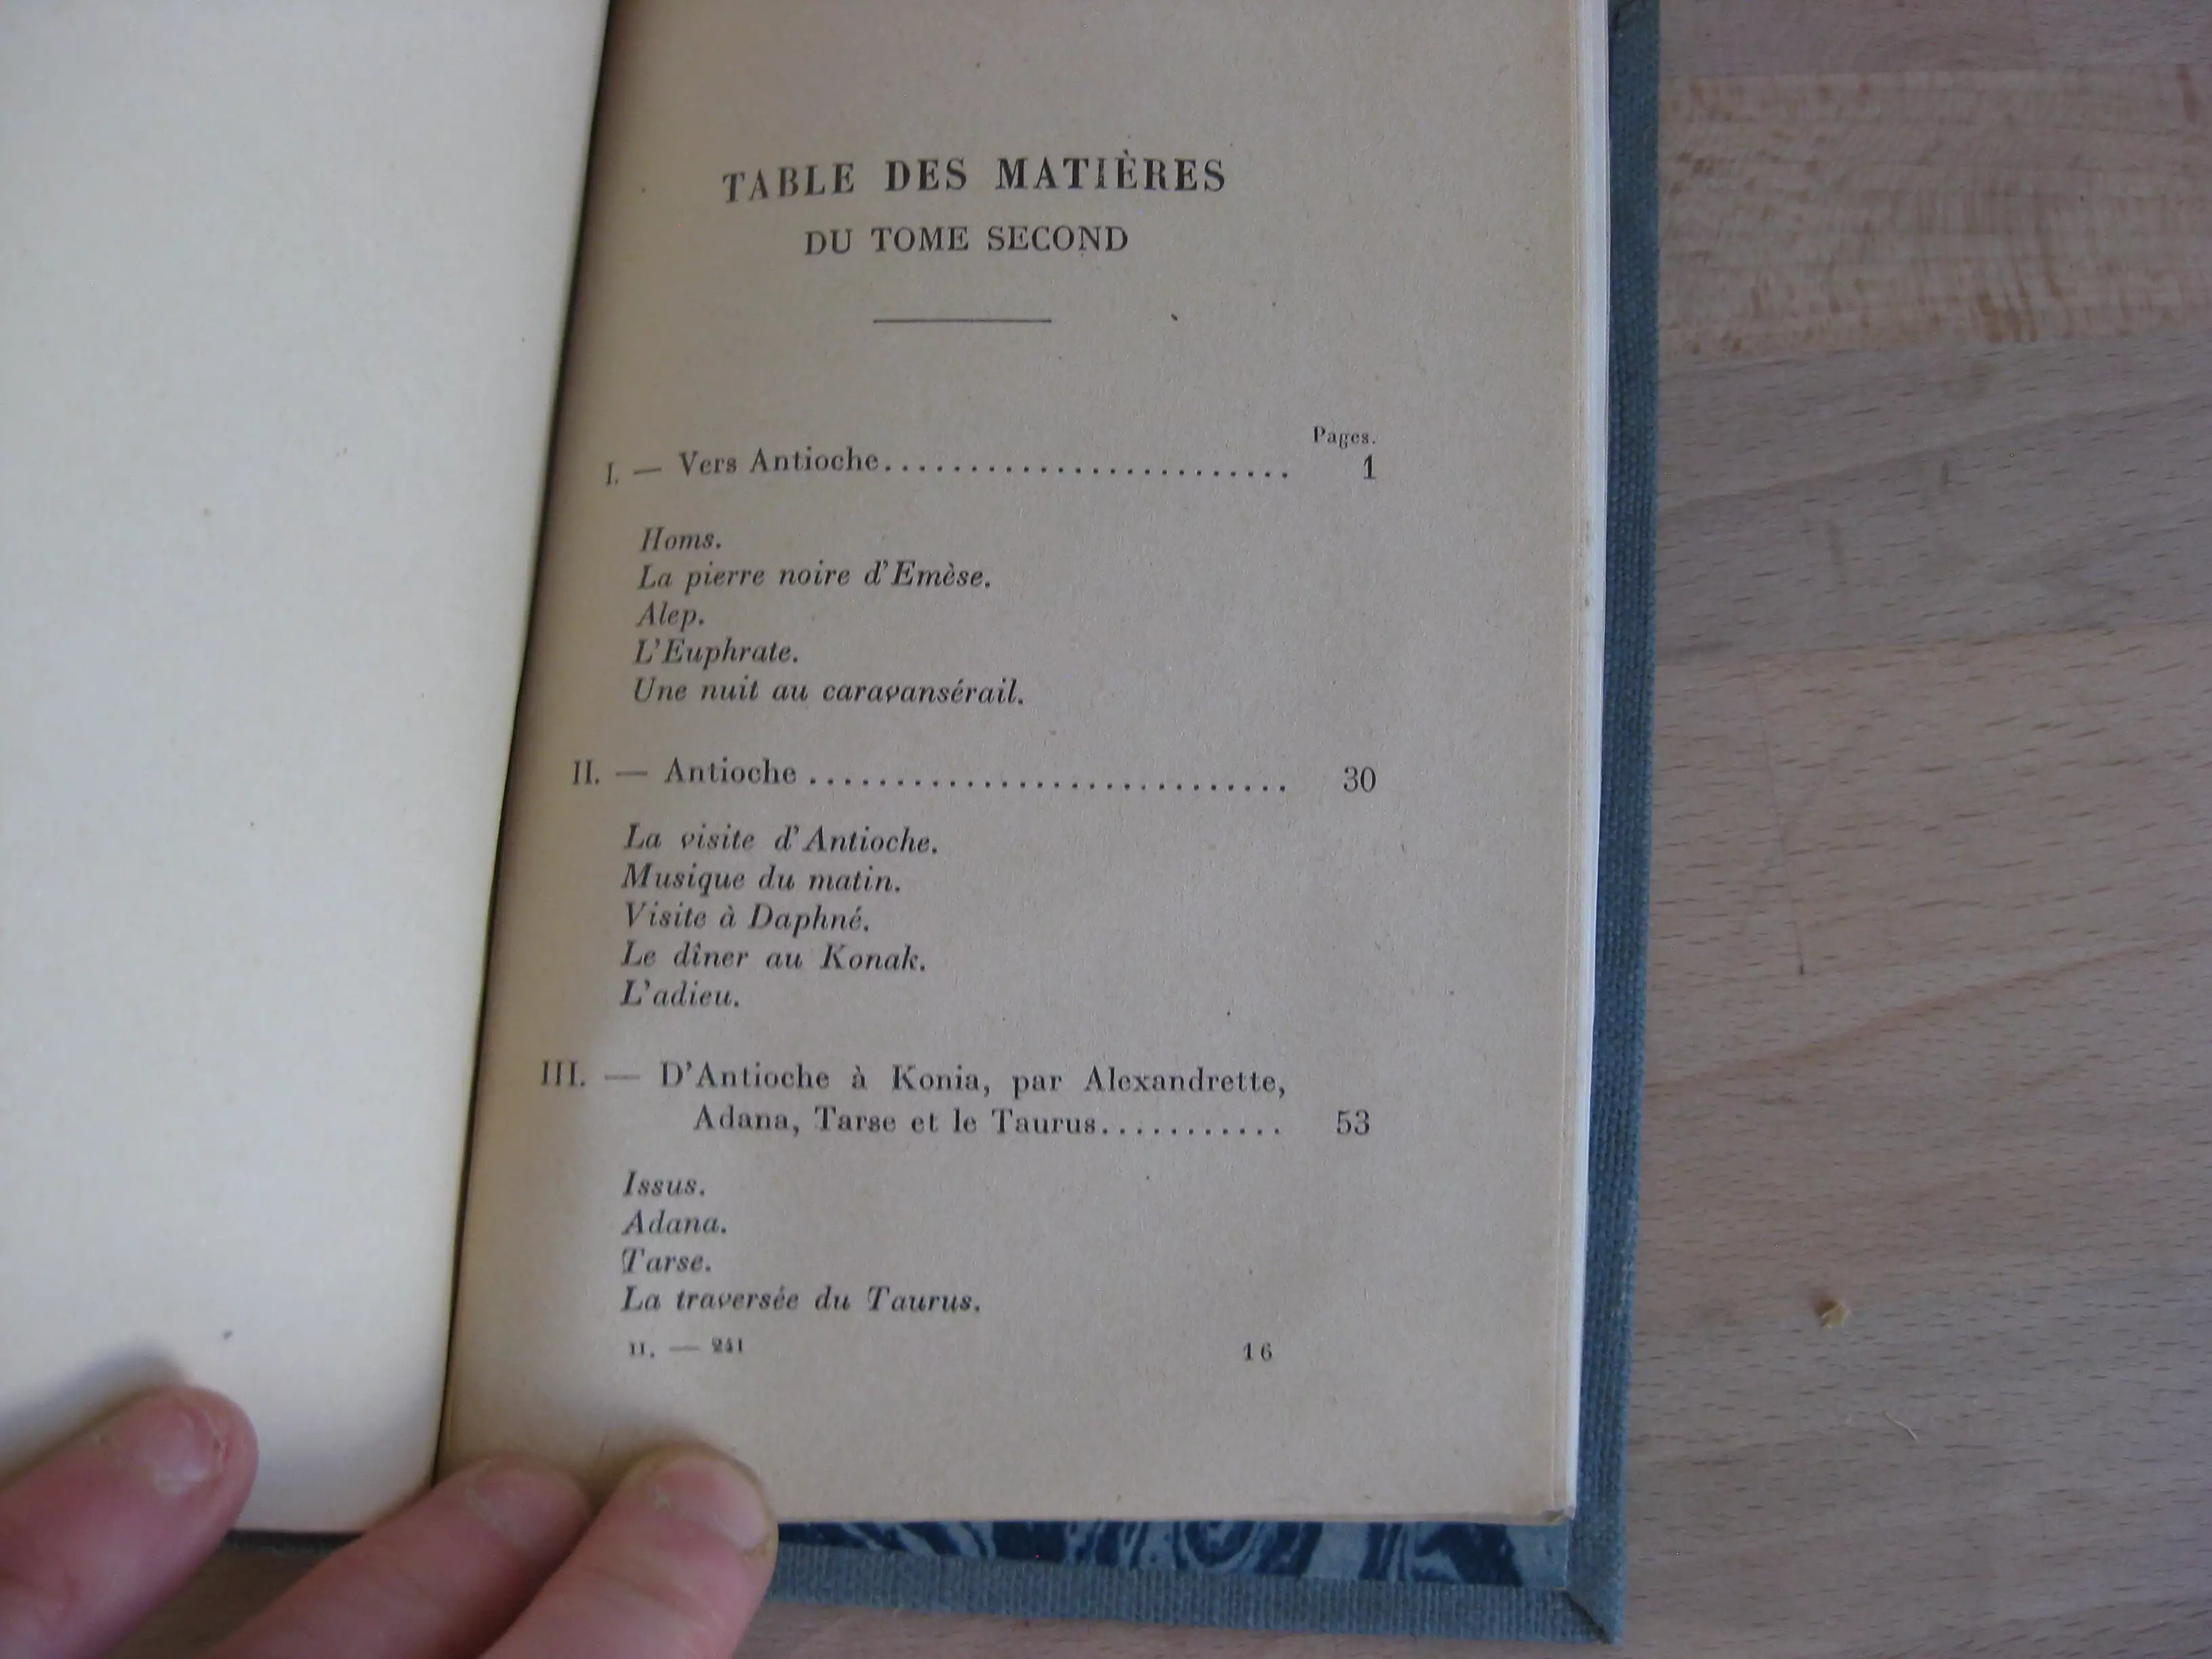 TABLE DES MATIÈRES
DU TOME SECOND
Pages.
I. — Vers Antioche........................ 1
Homs.
La pierre noire d'Emèse.
Alep.
L'Euphrate.
Une nuit au caravansérail.
II. — Antioche ............................ 30
La visite d'Antioche.
Musique du matin.
Visite à Daphné.
Le dîner au Konak.
L'adieu.
III. — D'Antioche à Konia, par Alexandrette,
Adana, Tarse et le Taurus........... 53
Issus.
Adana.
Tarse.
La traversée du Taurus.
II. — 241 16